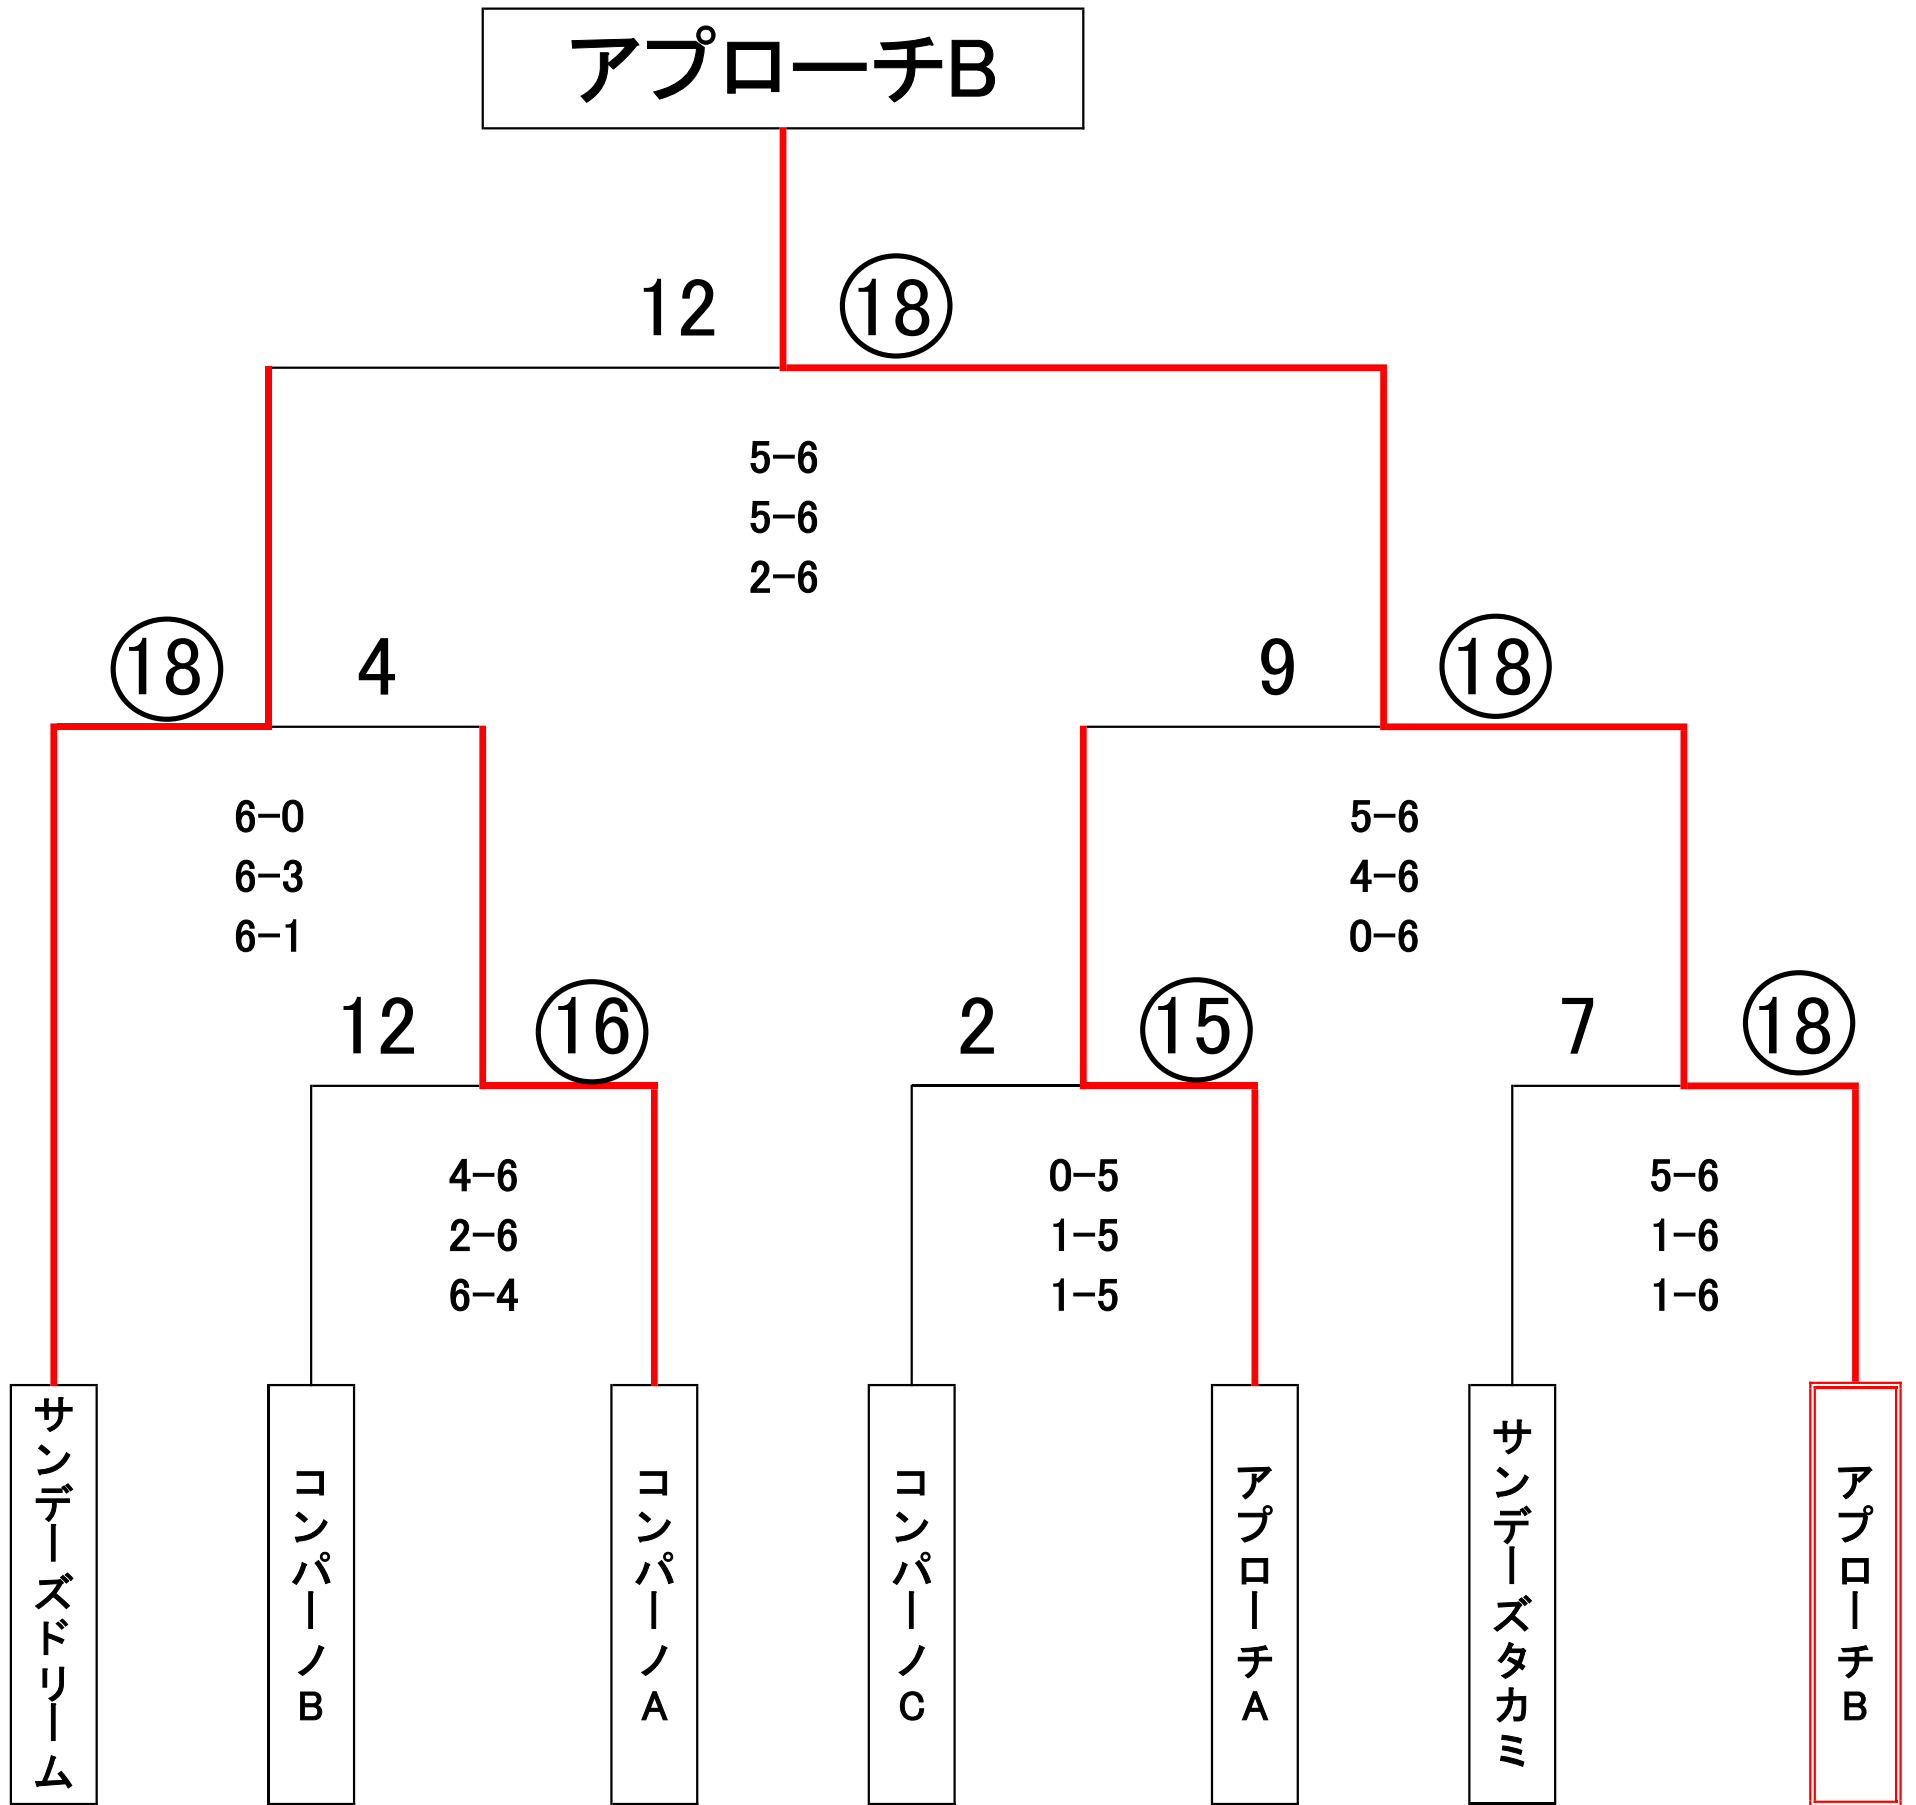 アプローチB
12 18
5-6
5-6
2-6
18 4 9 18
6-0 5-6
6-3 4-6
6-1 0-6
12 16 2 15 7 18
4-6 0-5 5-6
2-6 1-5 1-6
6-4 1-5 1-6
サンデーズドリーム
コンパーノB
コンパーノA
コンパーノC
アプローチA
サンデーズタカミ
アプローチB